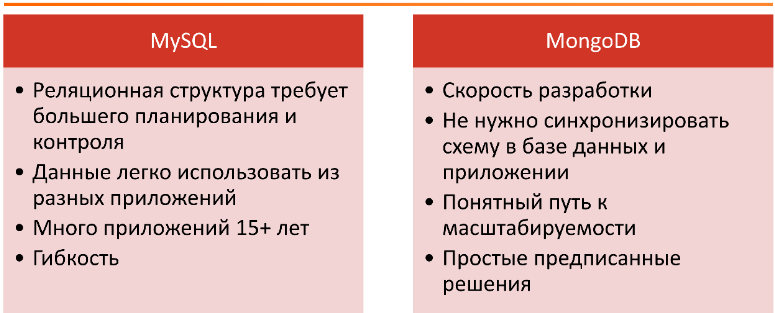 MySQL
• Реляционная структура требует
большего планирования и
контроля
• Данные легко использовать из
разных приложений
• Много приложений 15+ лет
• Гибкость
MongoDB
• Скорость разработки
• Не нужно синхронизировать
схему в базе данных и
приложении
• Понятный путь к
масштабируемости
• Простые предписанные
решения